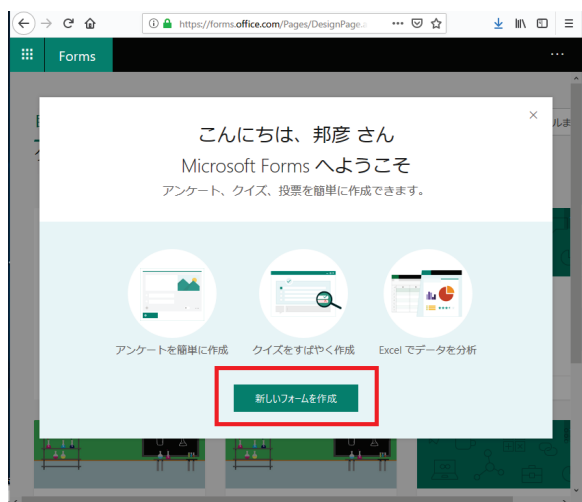 https://forms.office.com/Pages/DesignPage.
Forms
こんにちは、邦彦 さん
Microsoft Forms へようこそ
アンケート、クイズ、投票を簡単に作成できます。
アンケートを簡単に作成
クイズをすばやく作成
Excel でデータを分析
新しいフォームを作成